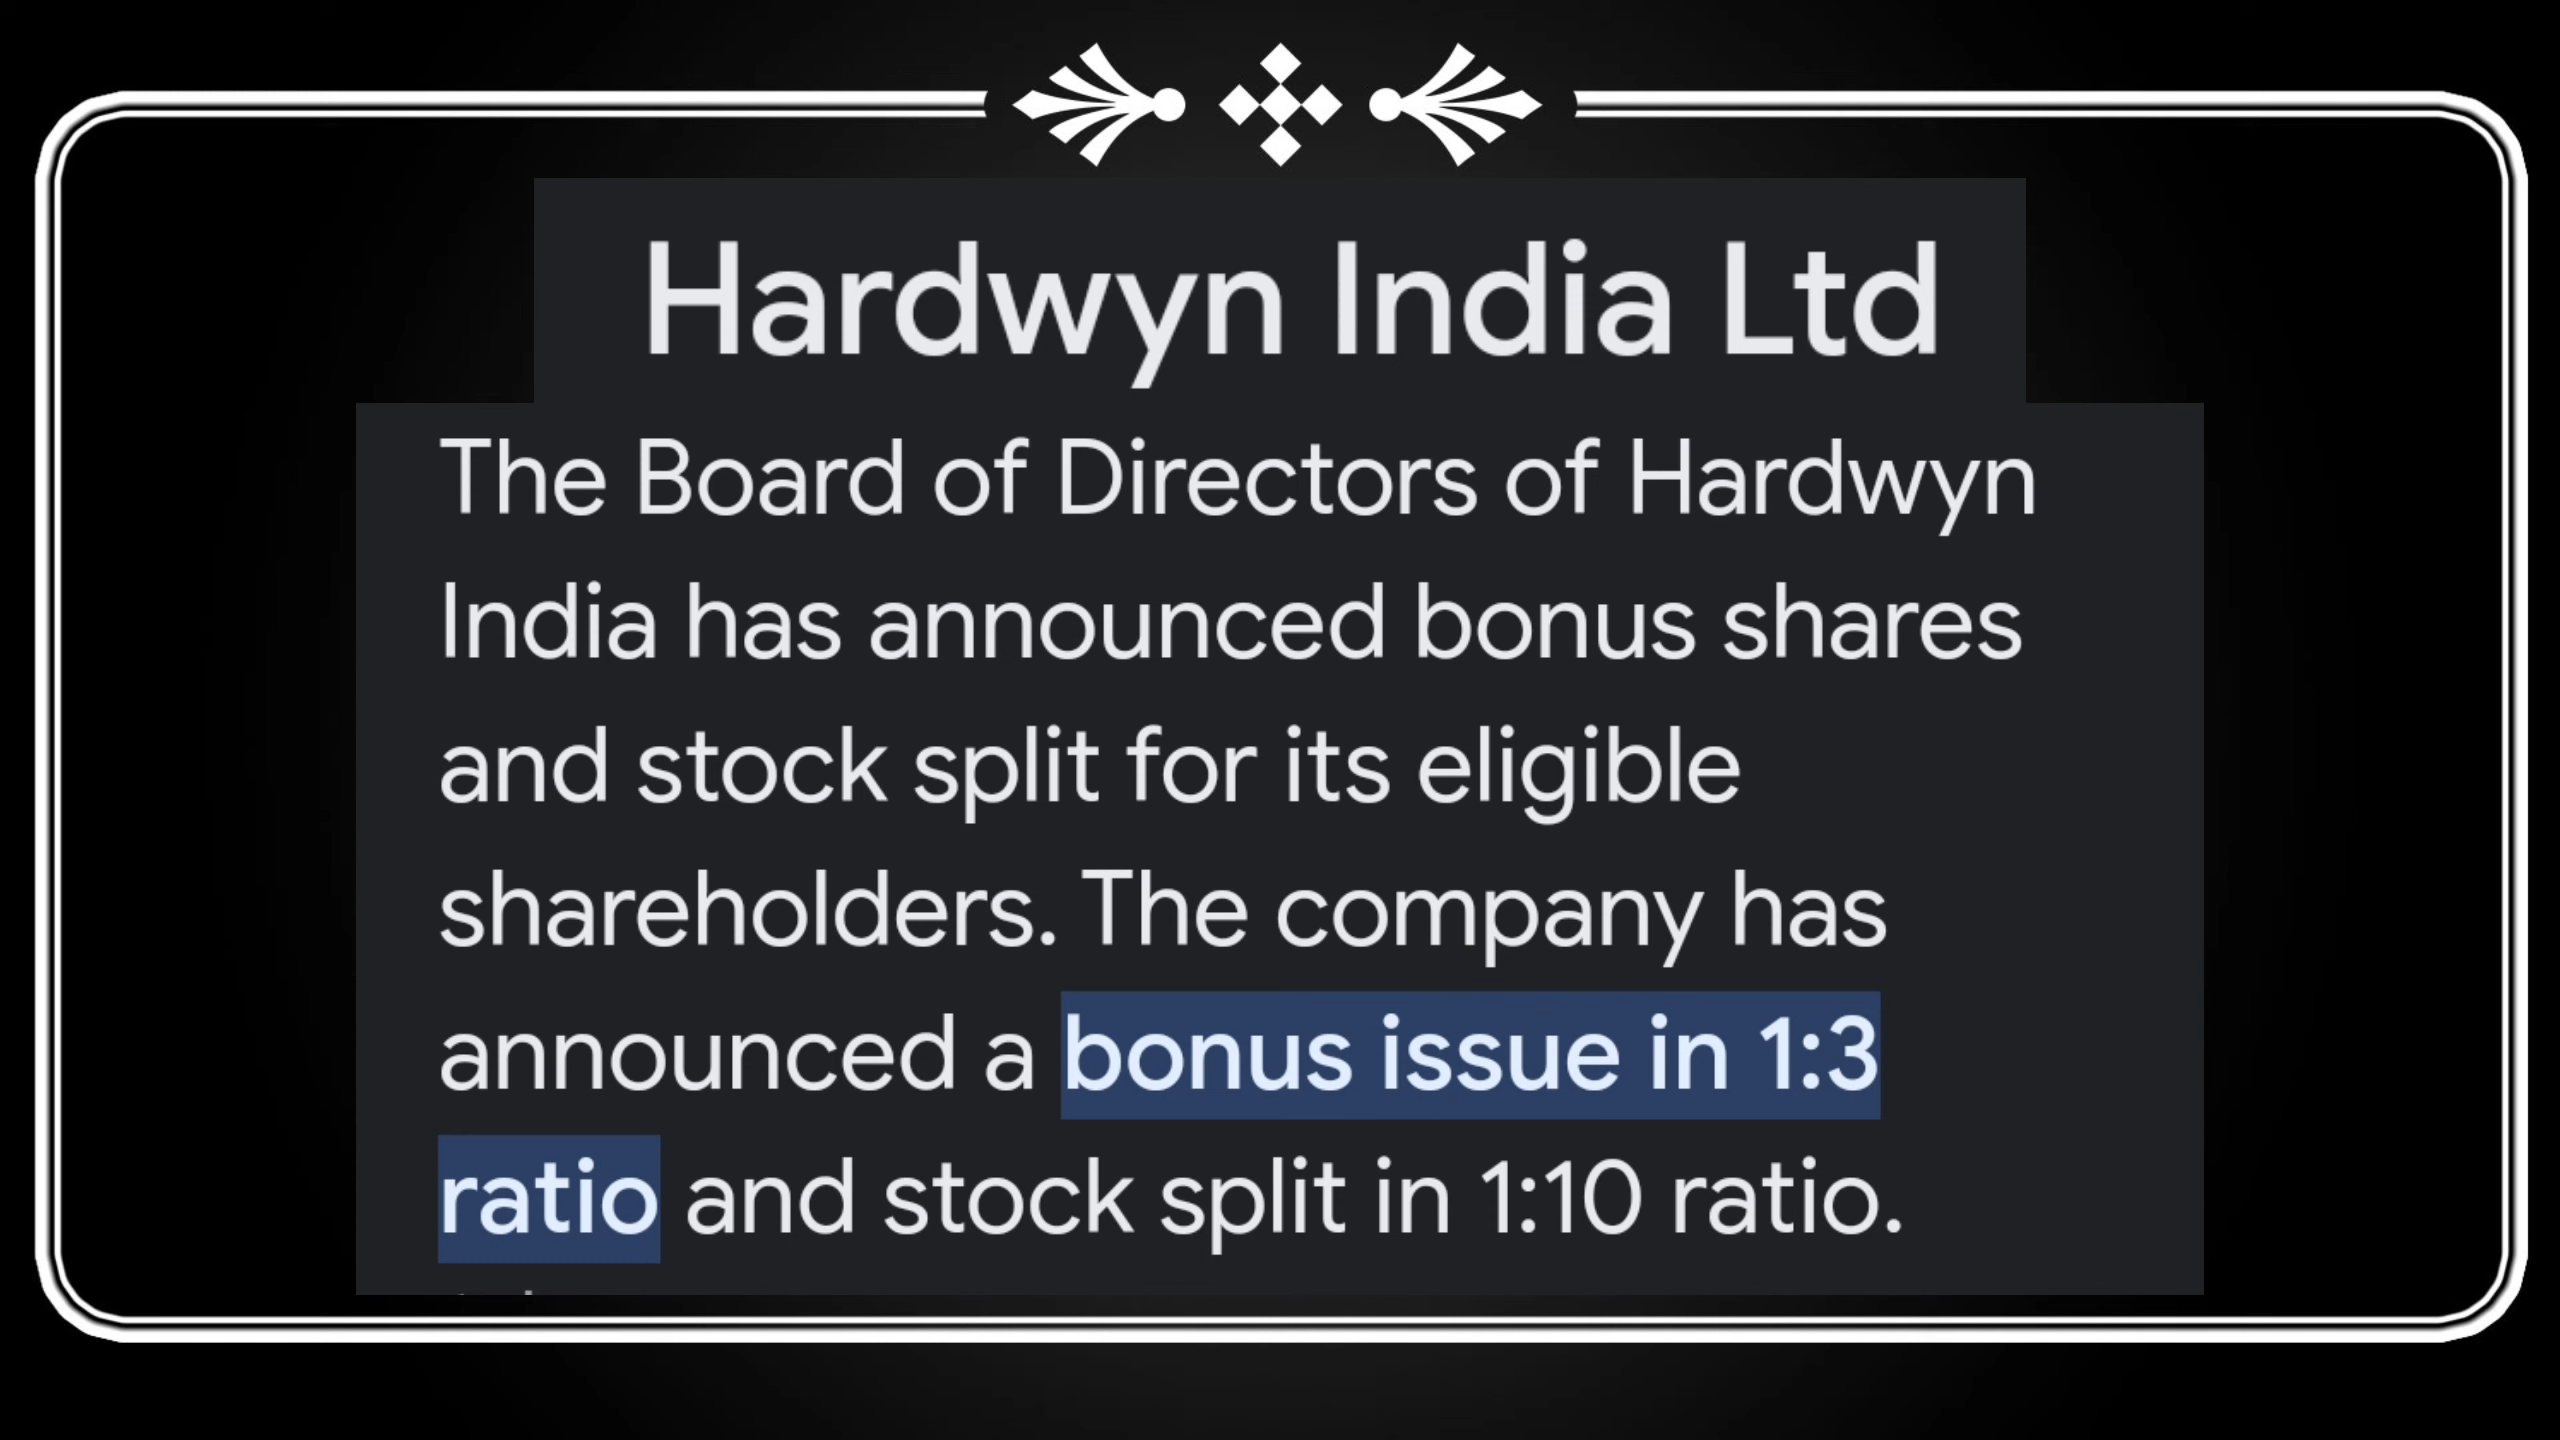 Hardwyn India Ltd
The Board of Directors of Hardwyn
India has announced bonus shares
and stock split for its eligible
shareholders. The company has
announced a bonus issue in 1:3
ratio and stock split in 1:10 ratio.